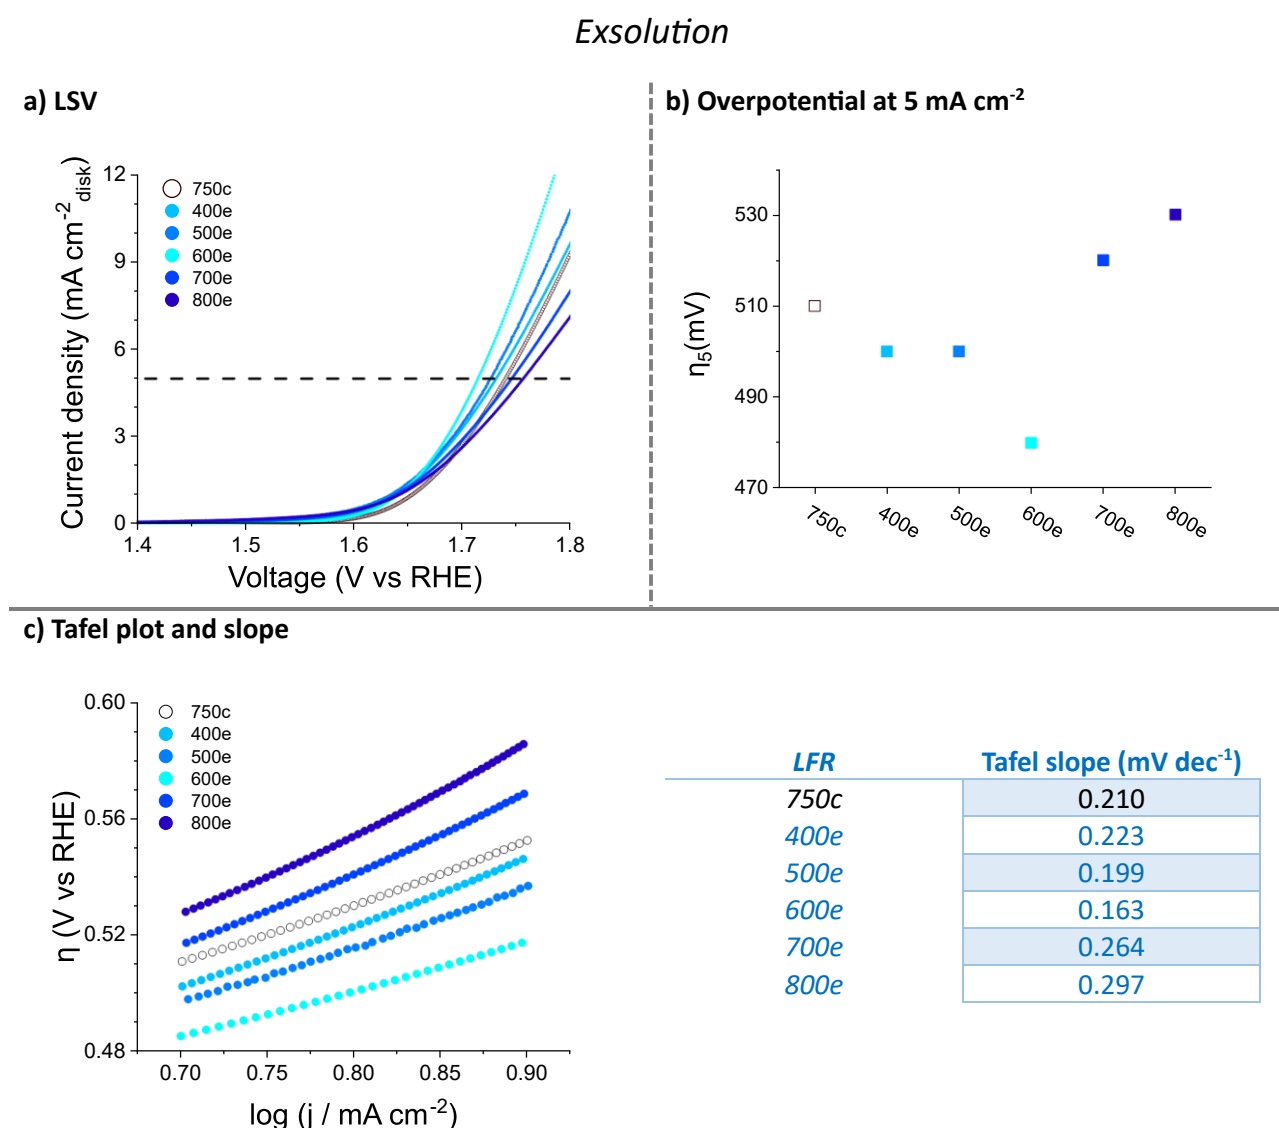 Exsolution
a) LSV
Current density (mA cm-2disk)
12
9
6
3
0
750c
400e
500e
600e
700e
800e
1.4
1.5
1.6
1.7
1.8
Voltage (V vs RHE)
b) Overpotential at 5 mA cm-2
η5(mV)
530
510
490
470
750c
400e
500e
600e
700e
800e
c) Tafel plot and slope
η (V vs RHE)
0.60
0.56
0.52
0.48
750c
400e
500e
600e
700e
800e
0.70
0.75
0.80
0.85
0.90
log (j / mA cm-2)
LFR Tafel slope (mV dec-1)
750c 0.210
400e 0.223
500e 0.199
600e 0.163
700e 0.264
800e 0.297